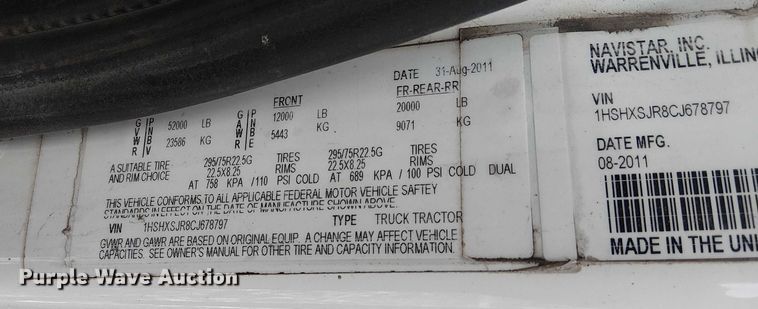 DATE 31-Aug-2011
FRONT FR-REAR-RR
GVWR 52000 LB 12000 LB 20000 LB
23586 KG 5443 KG 9071 KG
A SUITABLE TIRE 295/75R22.5G TIRES 295/75R22.5G TIRES
AND RIM CHOICE 22.5X8.25 RIMS 22.5X8.25 RIMS
AT 758 KPA /110 PSI COLD AT 689 KPA / 100 PSI COLD DUAL
THIS VEHICLE CONFORMS TO ALL APPLICABLE FEDERAL MOTOR VEHICLE SAFTEY
STANDARDS IN EFFECT ON THE DATE OF MANUFACTURE SHOWN ABOVE.
VIN 1HSHXSJR8CJ678797 TYPE TRUCK TRACTOR
GVWR AND GAWR ARE BASED ON ORIGINAL EQUIP. A CHANGE MAY AFFECT VEHICLE
CAPACITIES. SEE OWNER'S MANUAL FOR OTHER TIRE AND CAPACITY INFORMATION.
NAVISTAR, INC.
WARRENVILLE, ILLIN
VIN
1HSHXSJR8CJ678797
DATE MFG.
08-2011
MADE IN THE UNI
Purple Wave Auction